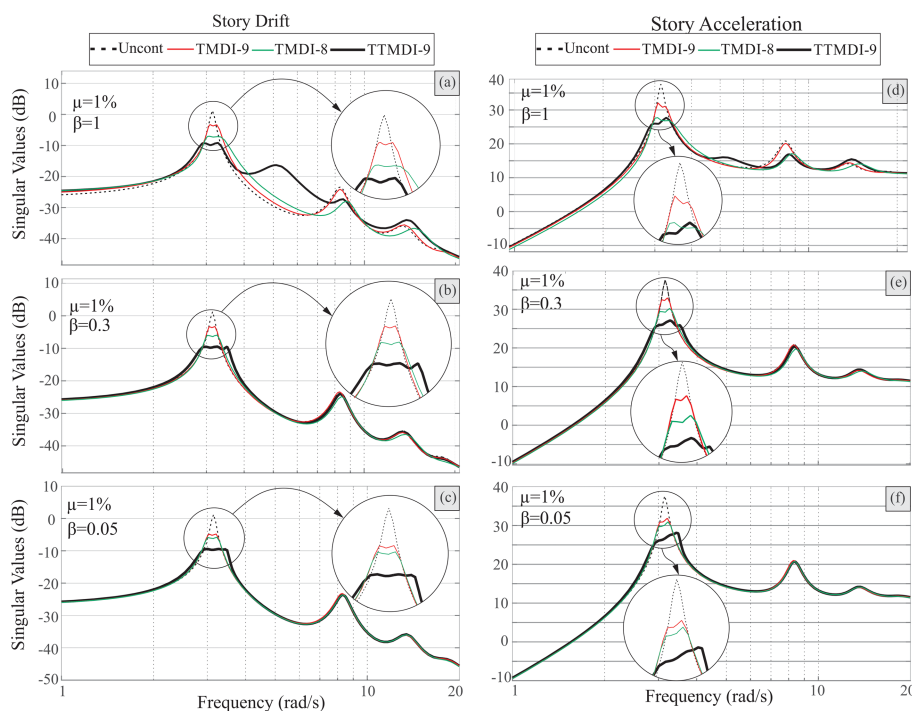 Story Drift
Uncont TMDI-9 TMDI-8 TTMDI-9
Singular Values (dB)
10
0
-10
-20
-30
-40
μ=1%
β=1
(a)
Singular Values (dB)
10
0
-10
-20
-30
-40
μ=1%
β=0.3
(b)
Singular Values (dB)
10
0
-10
-20
-30
-40
-50
μ=1%
β=0.05
(c)
1 10 20
Frequency (rad/s)
Story Acceleration
Uncont TMDI-9 TMDI-8 TTMDI-9
Singular Values (dB)
40
30
20
10
0
-10
μ=1%
β=1
(d)
Singular Values (dB)
40
30
20
10
0
-10
μ=1%
β=0.3
(e)
Singular Values (dB)
40
30
20
10
0
-10
μ=1%
β=0.05
(f)
1 10 20
Frequency (rad/s)